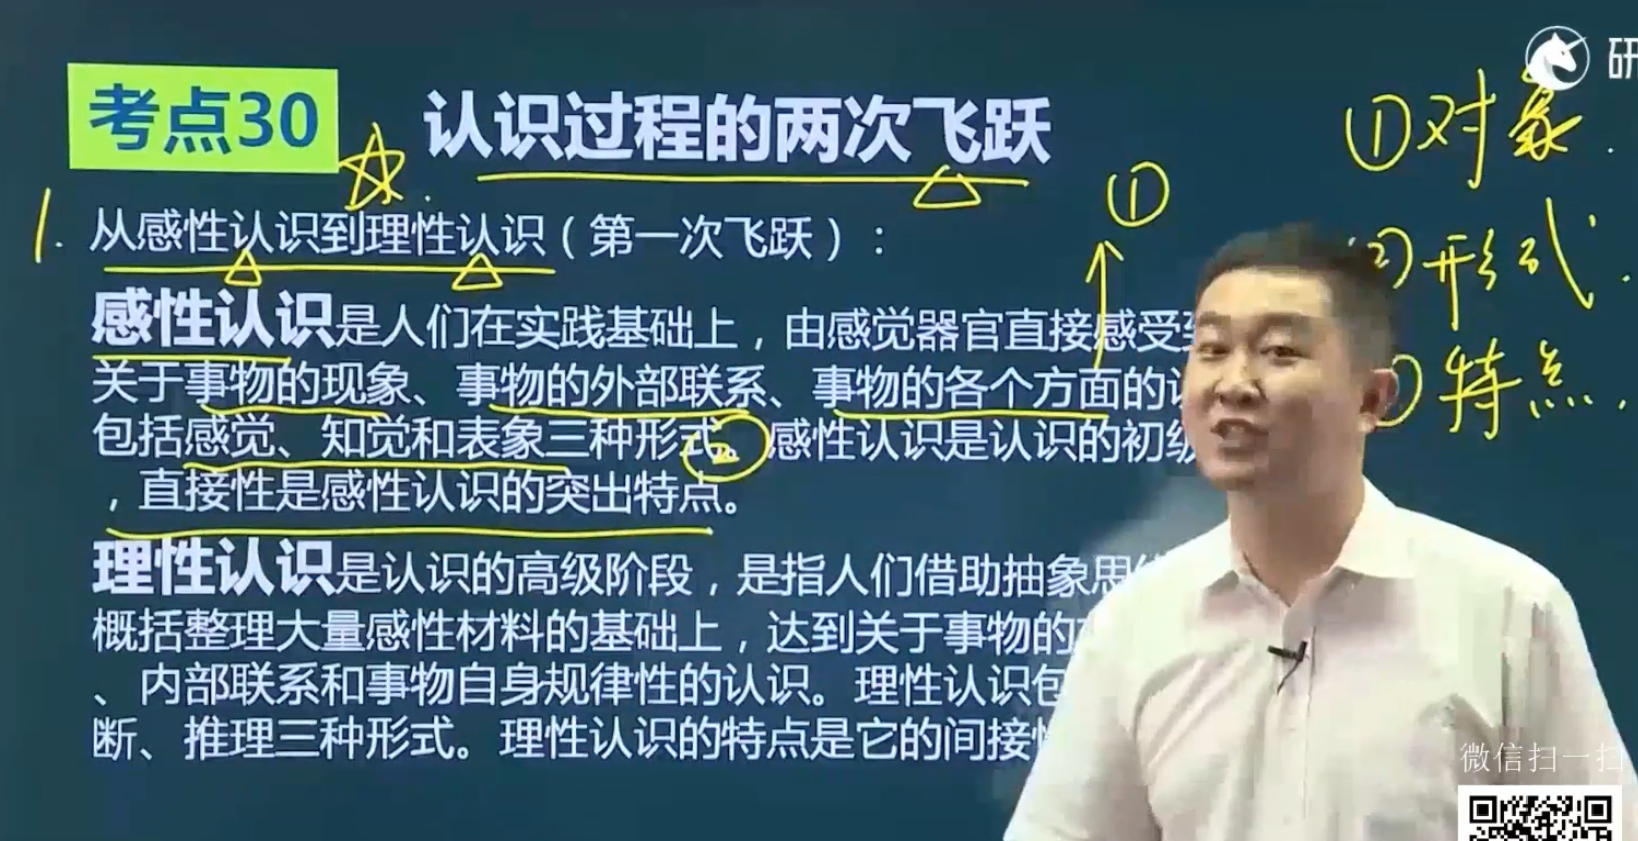 研
考点30
认识过程的两次飞跃
①对象
①
1.从感性认识到理性认识（第一次飞跃）：
②形式
感性认识是人们在实践基础上，由感觉器官直接感受
关于事物的现象、事物的外部联系、事物的各个方面的
特点
包括感觉、知觉和表象三种形式。②感性认识是认识的初级
，直接性是感性认识的突出特点。
理性认识是认识的高级阶段，是指人们借助抽象思
概括整理大量感性材料的基础上，达到关于事物的
、内部联系和事物自身规律性的认识。理性认识包
断、推理三种形式。理性认识的特点是它的间接
微信扫一扫